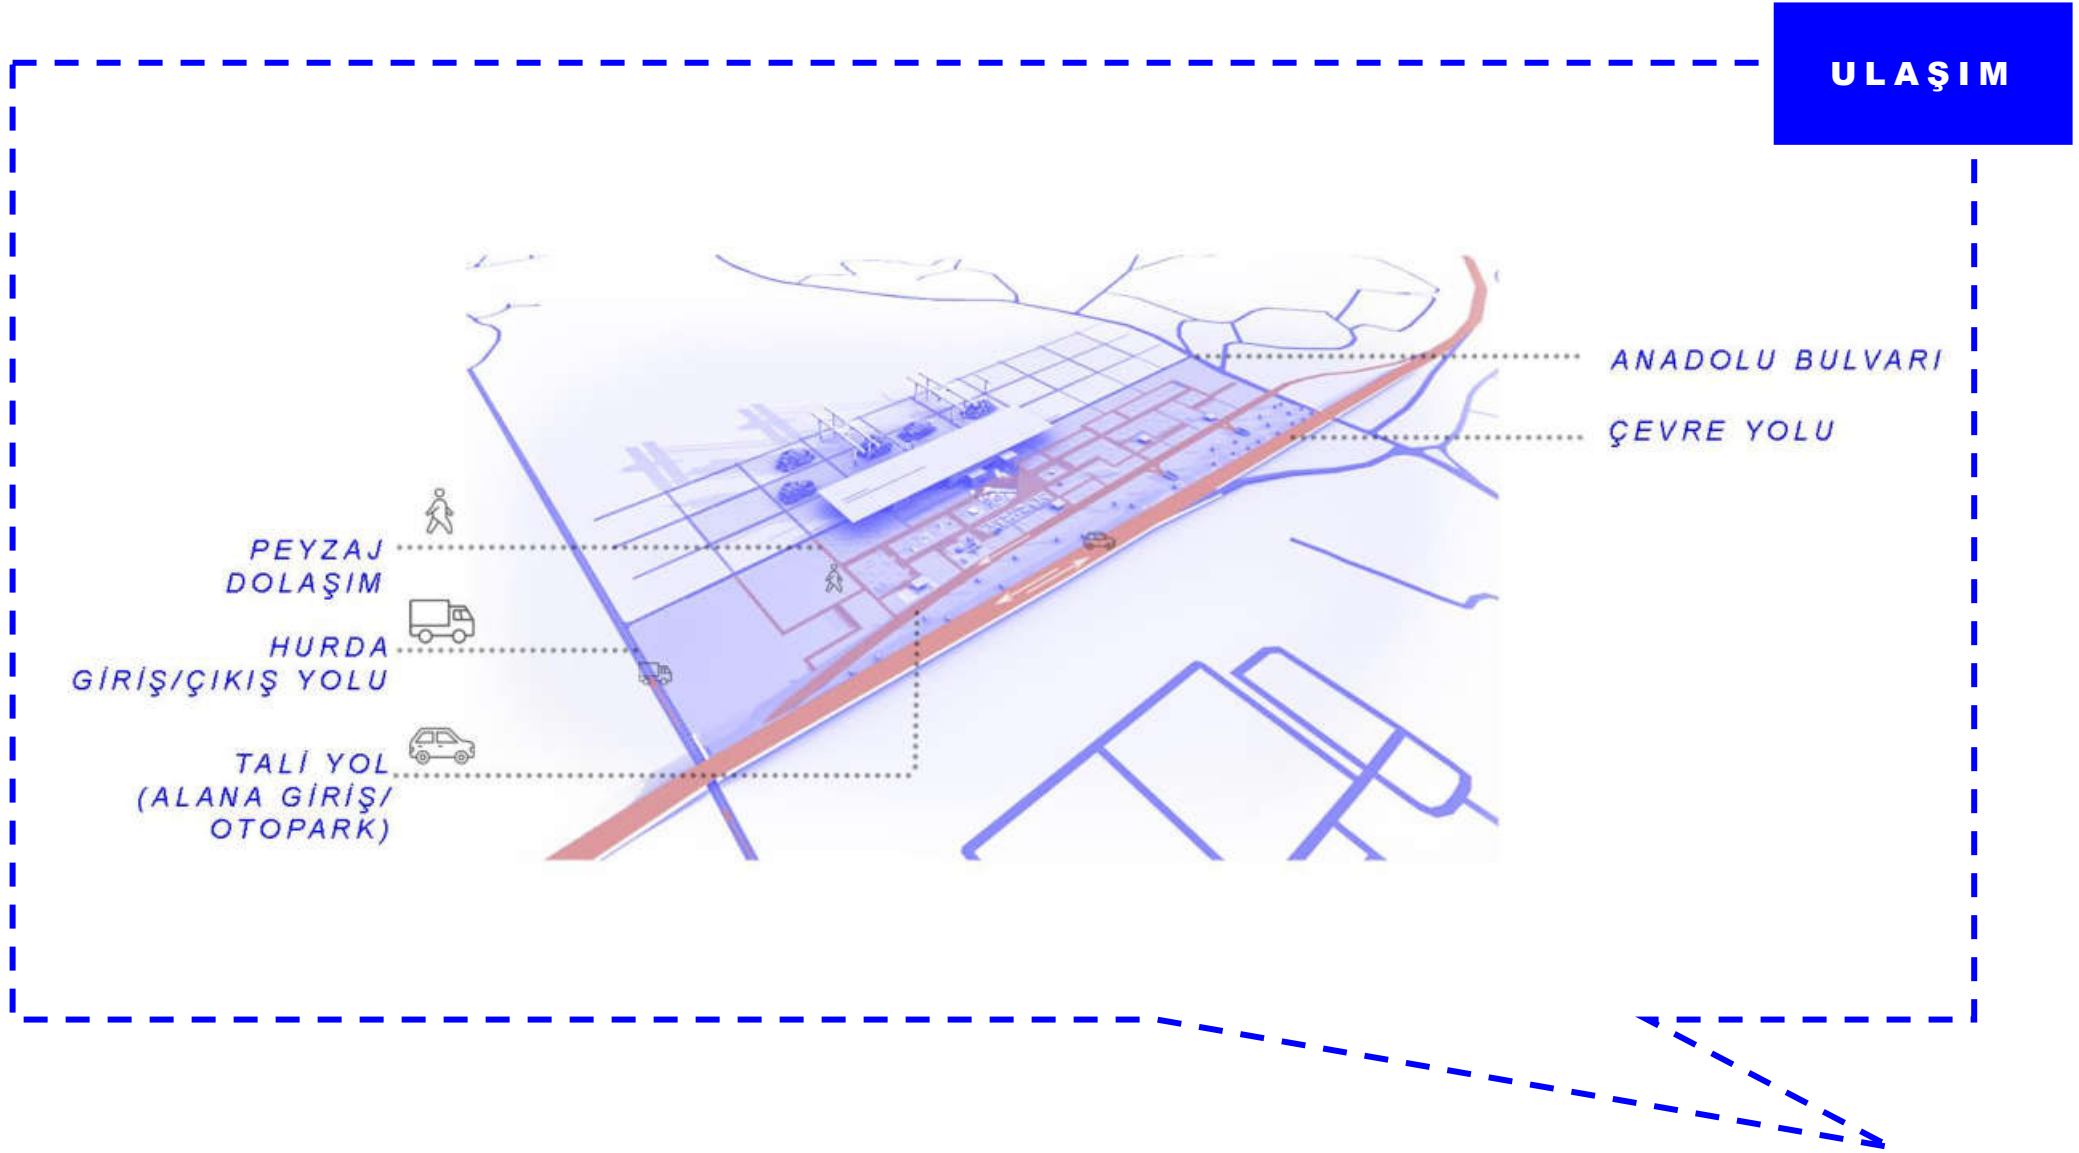 ULAŞIM
ANADOLU BULVARI
ÇEVRE YOLU
PEYZAJ
DOLAŞIM
HURDA
GİRİŞ/ÇIKIŞ YOLU
TALİ YOL
(ALANA GİRİŞ/
OTOPARK)